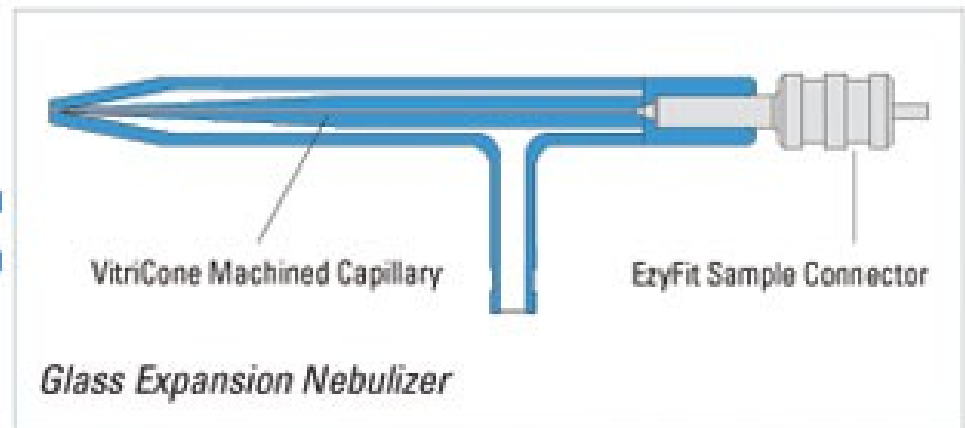 VitriCone Machined Capillary
EzyFit Sample Connector
Glass Expansion Nebulizer